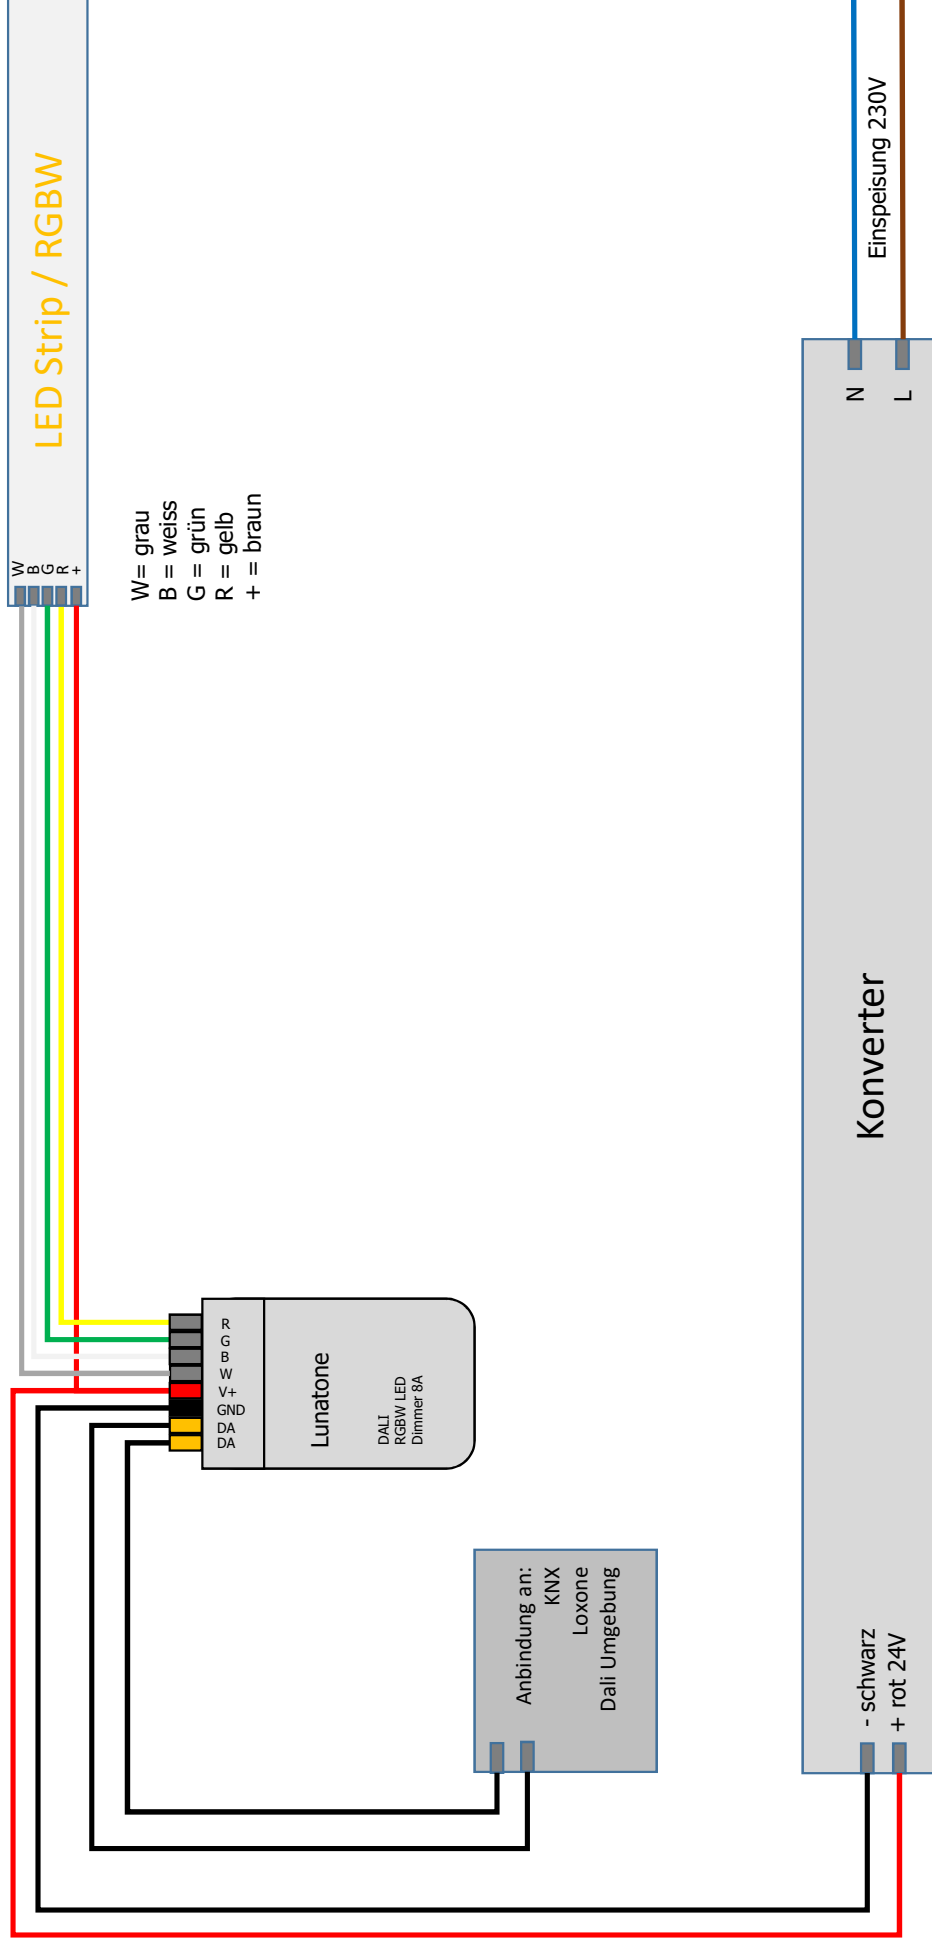 LED Strip / RGBW
W
B
G
R
+
W= grau
B = weiss
G = grün
R = gelb
+ = braun
Einspeisung 230V
N
L
Konverter
- schwarz
+ rot 24V
R
G
B
W
V+
GND
DA
DA
Lunatone
DALI
RGBW LED
Dimmer 8A
Anbindung an:
KNX
Loxone
Dali Umgebung